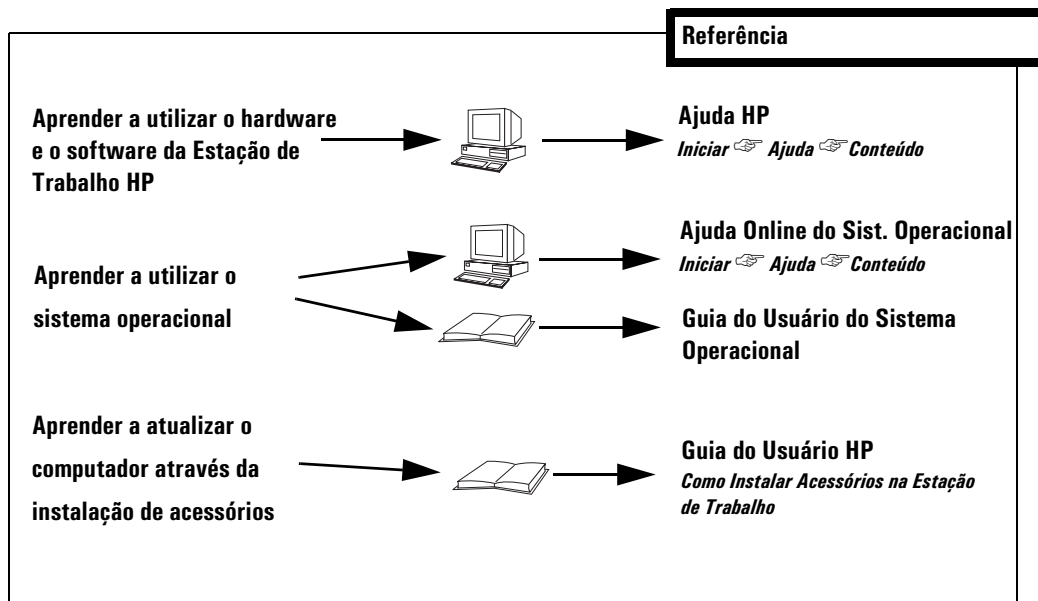 Referência
Aprender a utilizar o hardware
e o software da Estação de
Trabalho HP
Ajuda HP
Iniciar ☞ Ajuda ☞ Conteúdo
Aprender a utilizar o
sistema operacional
Ajuda Online do Sist. Operacional
Iniciar ☞ Ajuda ☞ Conteúdo
Guia do Usuário do Sistema
Operacional
Aprender a atualizar o
computador através da
instalação de acessórios
Guia do Usuário HP
Como Instalar Acessórios na Estação
de Trabalho